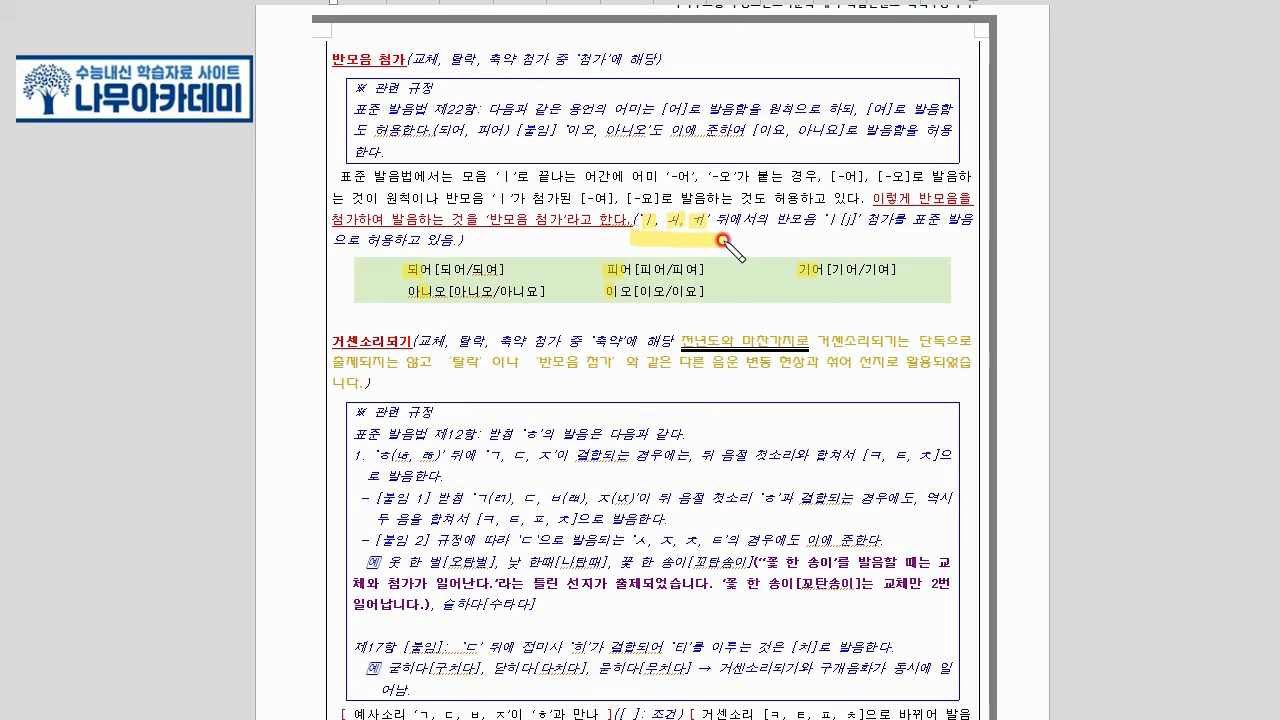 수능내신 학습자료 사이트
나무아카데미
반모음 첨가(교체, 탈락, 축약 첨가 중 '첨가'에 해당)
※ 관련 규정
표준 발음법 제22항: 다음과 같은 용언의 어미는 [어]로 발음함을 원칙으로 하되, [여]로 발음함
도 허용한다.(되어, 피어) [붙임] '이오, 아니오'도 이에 준하여 [이요, 아니요]로 발음함을 허용
한다.
표준 발음법에서는 모음 'ㅣ'로 끝나는 어간에 어미 '-어', '-오'가 붙는 경우, [-어], [-오]로 발음하
는 것이 원칙이나 반모음 'ㅣ'가 첨가된 [-여], [-요]로 발음하는 것도 허용하고 있다. 이렇게 반모음을
첨가하여 발음하는 것을 '반모음 첨가'라고 한다.('ㅣ, ㅚ, ㅟ' 뒤에서의 반모음 'ㅣ[j]' 첨가를 표준 발음
으로 허용하고 있음.)
되어[되어/되여] 피어[피어/피여] 기어[기어/기여]
아니오[아니오/아니요] 이오[이오/이요]
거센소리되기(교체, 탈락, 축약 첨가 중 '축약'에 해당 전년도와 마찬가지로 거센소리되기는 단독으로
출제되지는 않고 '탈락' 이나 '반모음 첨가' 와 같은 다른 음운 변동 현상과 섞어 선지로 활용되었습
니다.)
※ 관련 규정
표준 발음법 제12항: 받침 'ㅎ'의 발음은 다음과 같다.
1. 'ㅎ(ㄶ, ㅀ)' 뒤에 'ㄱ, ㄷ, ㅈ'이 결합되는 경우에는, 뒤 음절 첫소리와 합쳐서 [ㅋ, ㅌ, ㅊ]으
로 발음한다.
- [붙임 1] 받침 'ㄱ(ㄺ), ㄷ, ㅂ(ㄼ), ㅈ(ㄵ)'이 뒤 음절 첫소리 'ㅎ'과 결합되는 경우에도, 역시
두 음을 합쳐서 [ㅋ, ㅌ, ㅍ, ㅊ]으로 발음한다.
- [붙임 2] 규정에 따라 'ㄷ'으로 발음되는 'ㅅ, ㅈ, ㅊ, ㅌ'의 경우에도 이에 준한다.
예 옷 한 벌[오탄벌], 낮 한때[나탄때], 꽃 한 송이[꼬탄송이]('꽃 한 송이'를 발음할 때는 교
체와 첨가가 일어난다.'라는 틀린 선지가 출제되었습니다. '꽃 한 송이[꼬탄송이]는 교체만 2번
일어납니다.), 숱하다[수타다]
제17항 [붙임]: 'ㄷ' 뒤에 접미사 '히'가 결합되어 '티'를 이루는 것은 [치]로 발음한다.
예 굳히다[구치다], 닫히다[다치다], 묻히다[무치다] → 거센소리되기와 구개음화가 동시에 일
어남.
[ 예사소리 'ㄱ, ㄷ, ㅂ, ㅈ'이 'ㅎ'과 만나 ]([ ]: 조건) [ 거센소리 [ㅋ, ㅌ, ㅍ, ㅊ]으로 바뀌어 발음